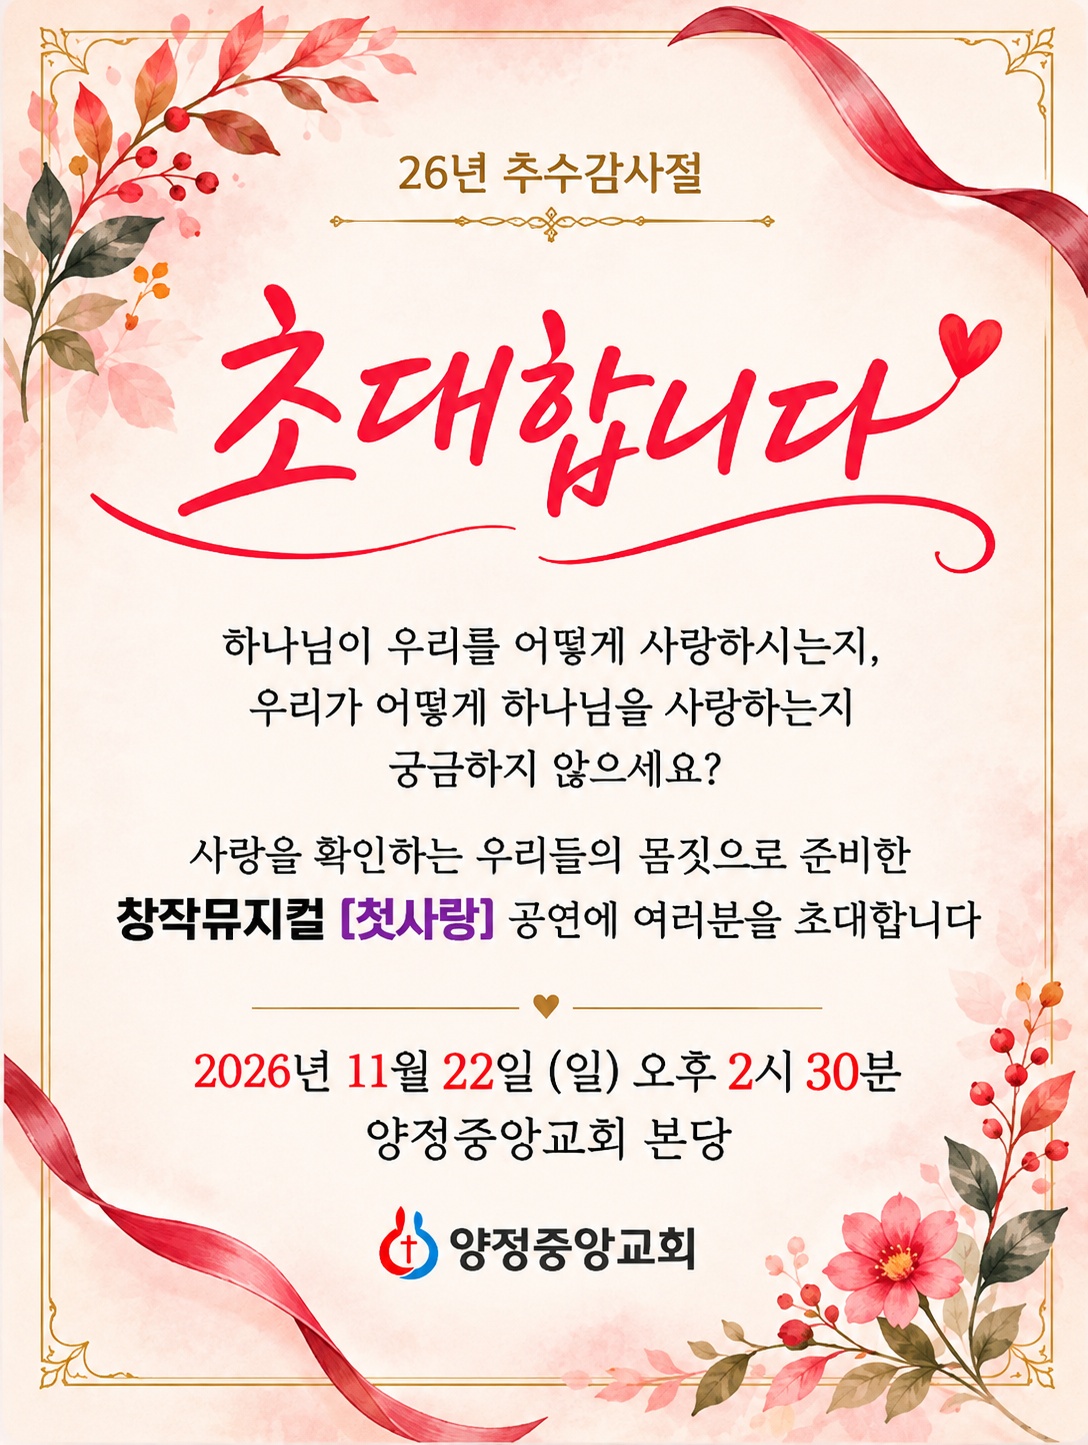 26년 추수감사절
초대합니다
하나님이 우리를 어떻게 사랑하시는지,
우리가 어떻게 하나님을 사랑하는지
궁금하지 않으세요?
사랑을 확인하는 우리들의 몸짓으로 준비한
창작뮤지컬 [첫사랑] 공연에 여러분을 초대합니다
2026년 11월 22일 (일) 오후 2시 30분
양정중앙교회 본당
양정중앙교회